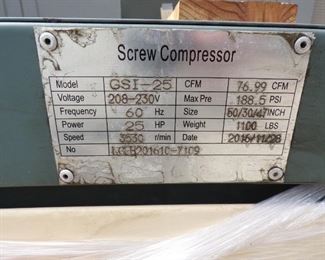 Screw Compressor
Model GSI-25 CFM 76.99 CFM
Voltage 208-230V Max Pre 188.5 PSI
Frequency 60 Hz Size 50/30/47INCH
Power 25 HP Weight 1100 LBS
Speed 3530 r/min Date 2016/11/28
No